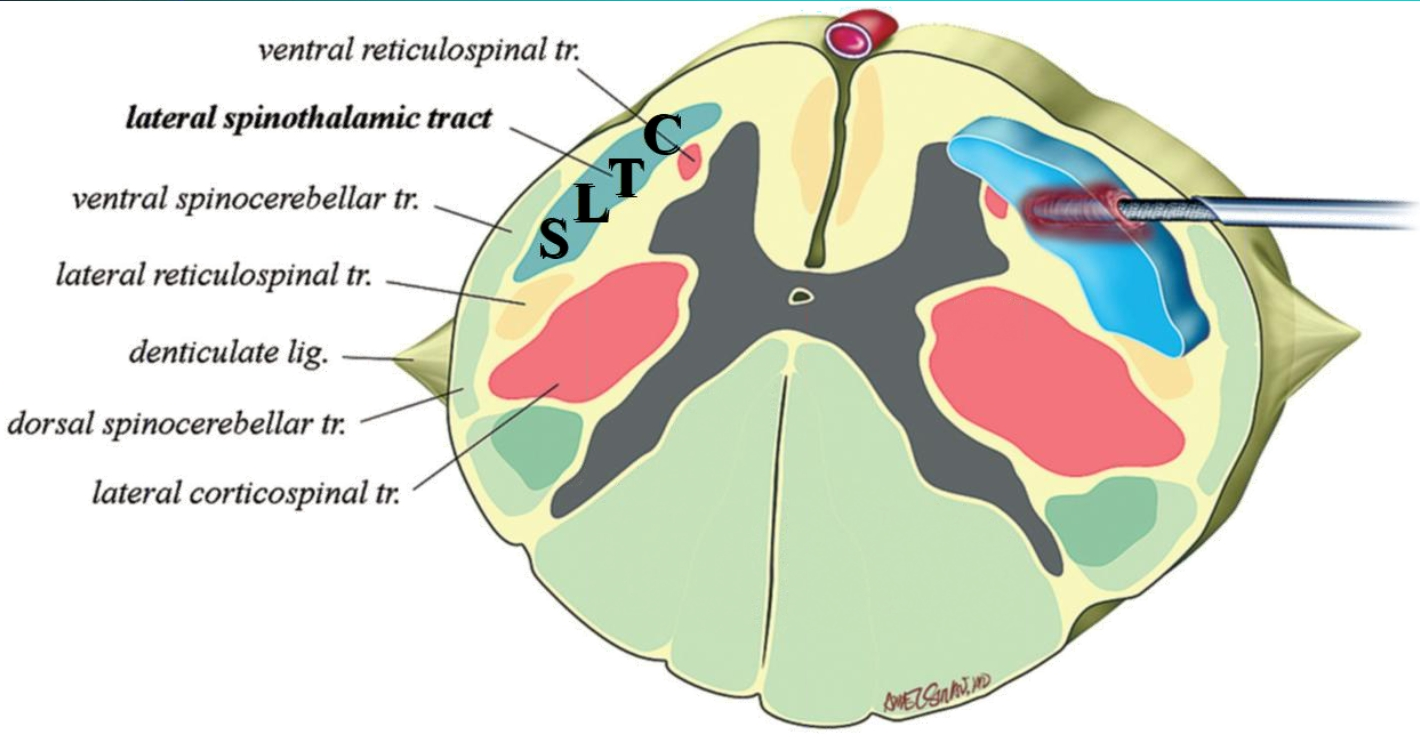 ventral reticulospinal tr.
lateral spinothalamic tract
C
T
L
S
ventral spinocerebellar tr.
lateral reticulospinal tr.
denticulate lig.
dorsal spinocerebellar tr.
lateral corticospinal tr.